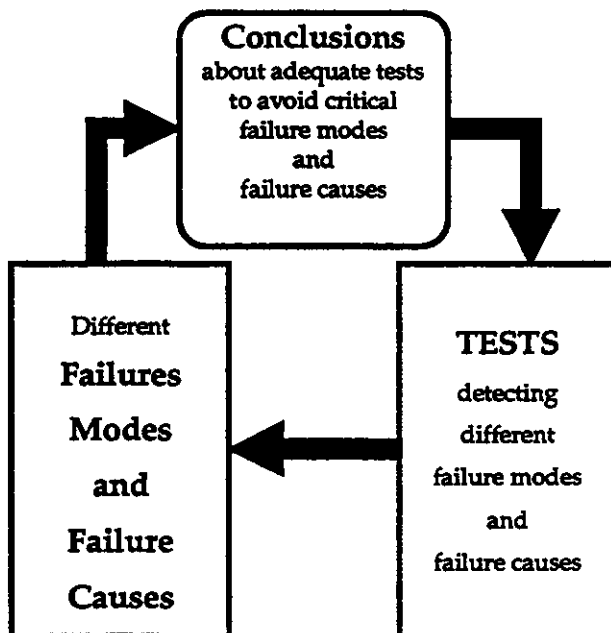 Conclusions
about adequate tests
to avoid critical
failure modes
and
failure causes
Different
Failures
Modes
and
Failure
Causes
TESTS
detecting
different
failure modes
and
failure causes